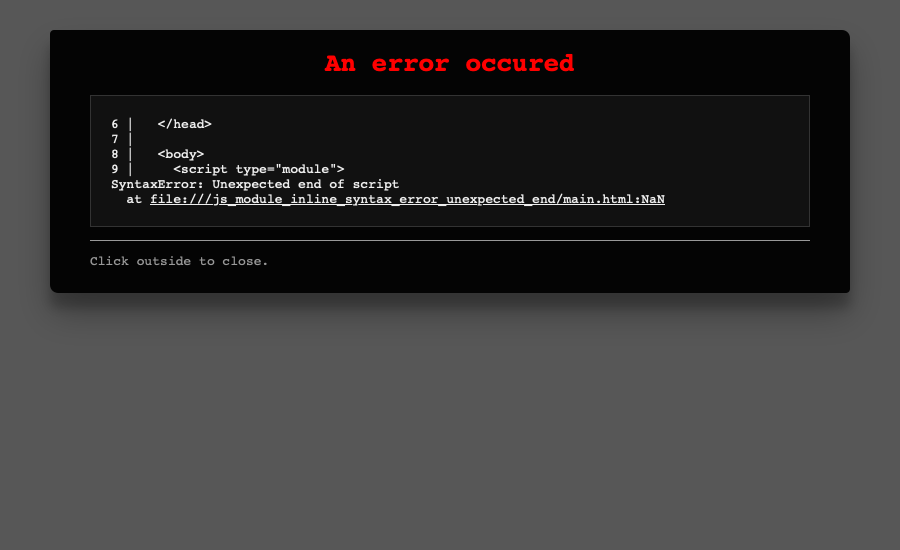 An error occured
6 |   </head>
7 |
8 |   <body>
9 |     <script type="module">
SyntaxError: Unexpected end of script
  at file:///js_module_inline_syntax_error_unexpected_end/main.html:NaN
Click outside to close.